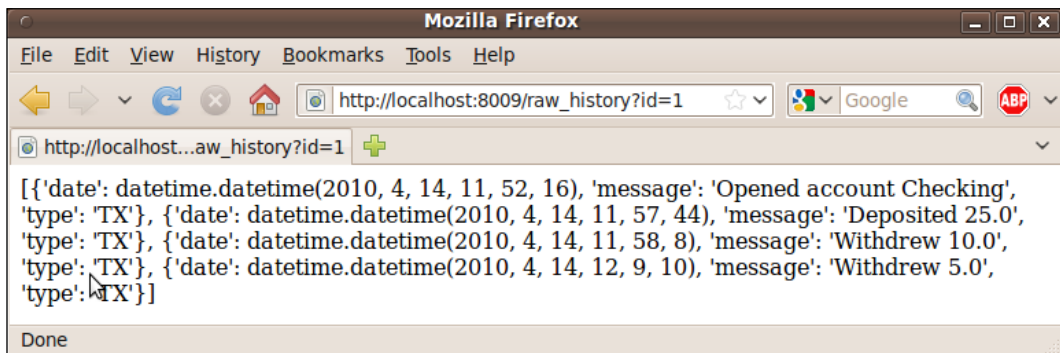 Mozilla Firefox
File Edit View History Bookmarks Tools Help
http://localhost:8009/raw_history?id=1 Google ABP
http://localhost...aw_history?id=1
[{'date': datetime.datetime(2010, 4, 14, 11, 52, 16), 'message': 'Opened account Checking',
'type': 'TX'}, {'date': datetime.datetime(2010, 4, 14, 11, 57, 44), 'message': 'Deposited 25.0',
'type': 'TX'}, {'date': datetime.datetime(2010, 4, 14, 11, 58, 8), 'message': 'Withdrew 10.0',
'type': 'TX'}, {'date': datetime.datetime(2010, 4, 14, 12, 9, 10), 'message': 'Withdrew 5.0',
'type': 'TX'}]
Done